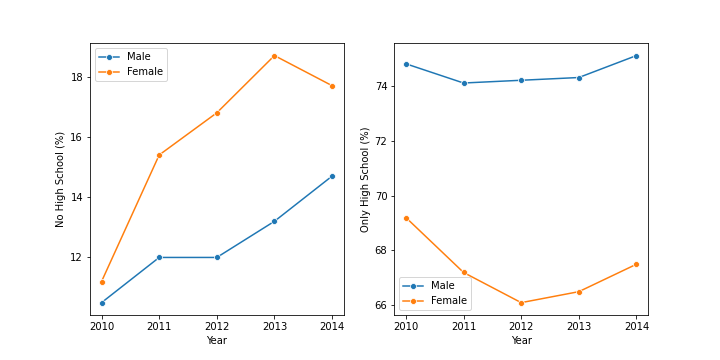 Male
Female
No High School (%)
18
16
14
12
2010 2011 2012 2013 2014
Year
Only High School (%)
74
72
70
68
66
Male
Female
2010 2011 2012 2013 2014
Year